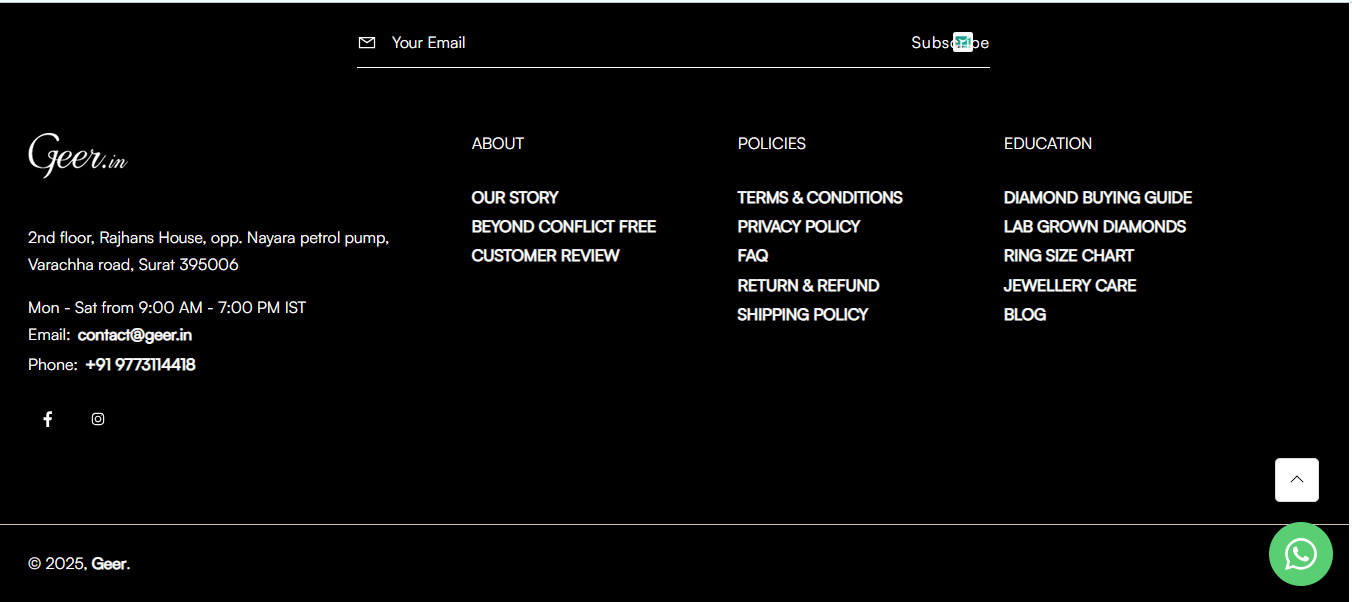 Your Email
Geer.in
2nd floor, Rajhans House, opp. Nayara petrol pump,
Varachha road, Surat 395006
Mon - Sat from 9:00 AM - 7:00 PM IST
Email: contact@geer.in
Phone: +91 9773114418
ABOUT
OUR STORY
BEYOND CONFLICT FREE
CUSTOMER REVIEW
POLICIES
TERMS & CONDITIONS
PRIVACY POLICY
FAQ
RETURN & REFUND
SHIPPING POLICY
EDUCATION
DIAMOND BUYING GUIDE
LAB GROWN DIAMONDS
RING SIZE CHART
JEWELLERY CARE
BLOG
© 2025, Geer.